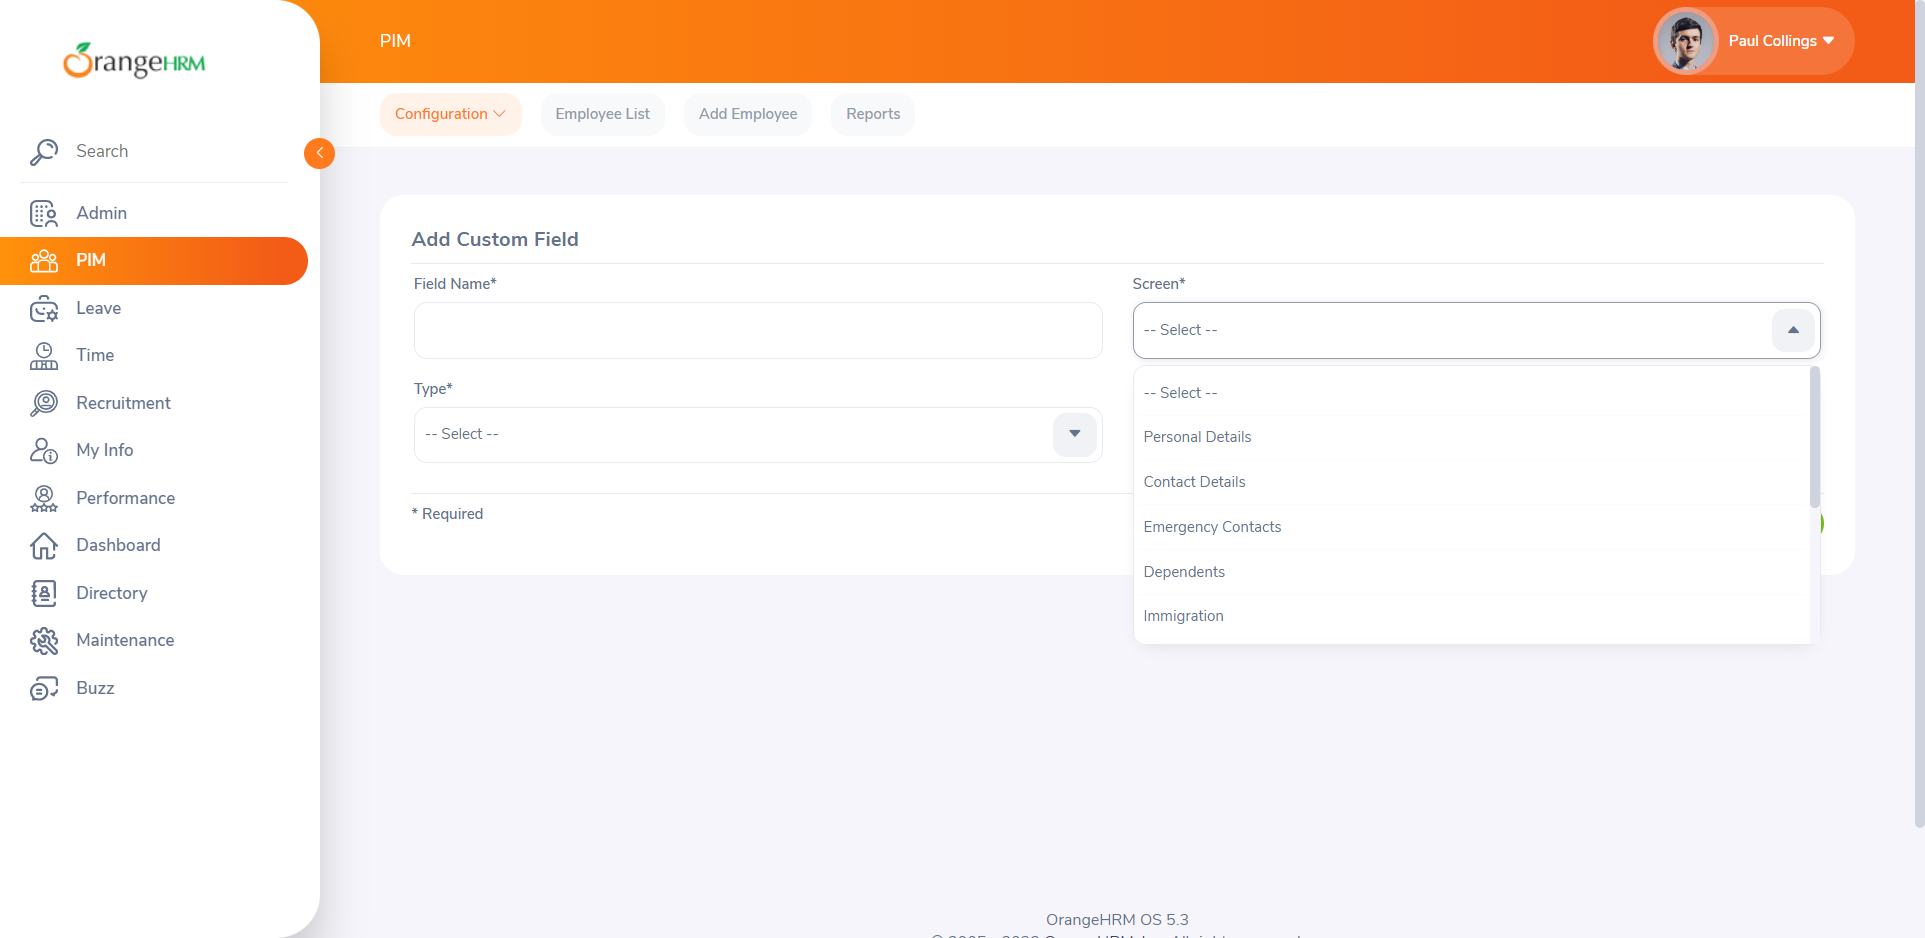 OrangeHRM
PIM
Paul Collings
Configuration
Employee List
Add Employee
Reports
Search
Admin
PIM
Leave
Time
Recruitment
My Info
Performance
Dashboard
Directory
Maintenance
Buzz
Add Custom Field
Field Name*
Screen*
-- Select --
Type*
-- Select --
-- Select --
Personal Details
Contact Details
Emergency Contacts
Dependents
Immigration
* Required
OrangeHRM OS 5.3